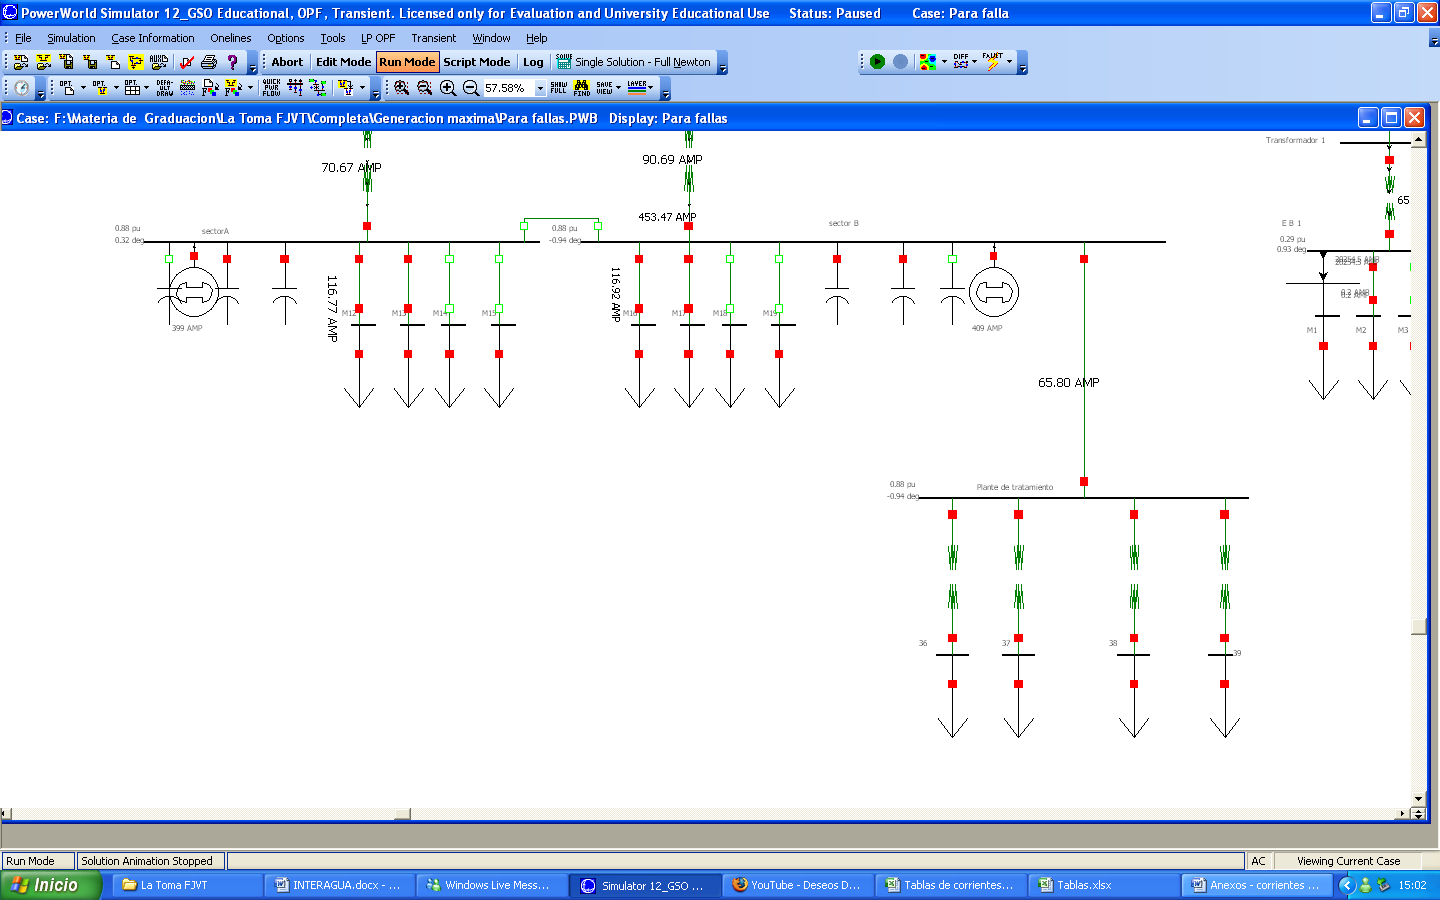 PowerWorld Simulator 12_GSO Educational, OPF, Transient. Licensed only for Evaluation and University Educational Use Status: Paused Case: Para falla
File Simulation Case Information Onelines Options Tools LP OPF Transient Window Help
Abort Edit Mode Run Mode Script Mode Log Single Solution - Full Newton
57.58%
Case: F:\Materia de Graduacion\La Toma FJVT\Completa\Generacion maxima\Para fallas.PWB Display: Para fallas
70.67 AMP
90.69 AMP
Transformador 1
65
453.47 AMP
0.88 pu
0.32 deg
sectorA
0.88 pu
-0.94 deg
sector B
E B 1
0.29 pu
0.93 deg
116.77 AMP
116.92 AMP
0.2 AMP
M12
M13
M14
M15
M16
M17
M18
M19
399 AMP
409 AMP
M1
M2
M3
65.80 AMP
0.88 pu
-0.94 deg
Plante de tratamiento
36
37
38
39
Run Mode
Solution Animation Stopped
AC
Viewing Current Case
Inicio
La Toma FJVT
INTERAGUA.docx - ...
Windows Live Mess...
Simulator 12_GSO ...
YouTube - Deseos D...
Tablas de corrientes...
Tablas.xlsx
Anexos - corrientes ...
15:02